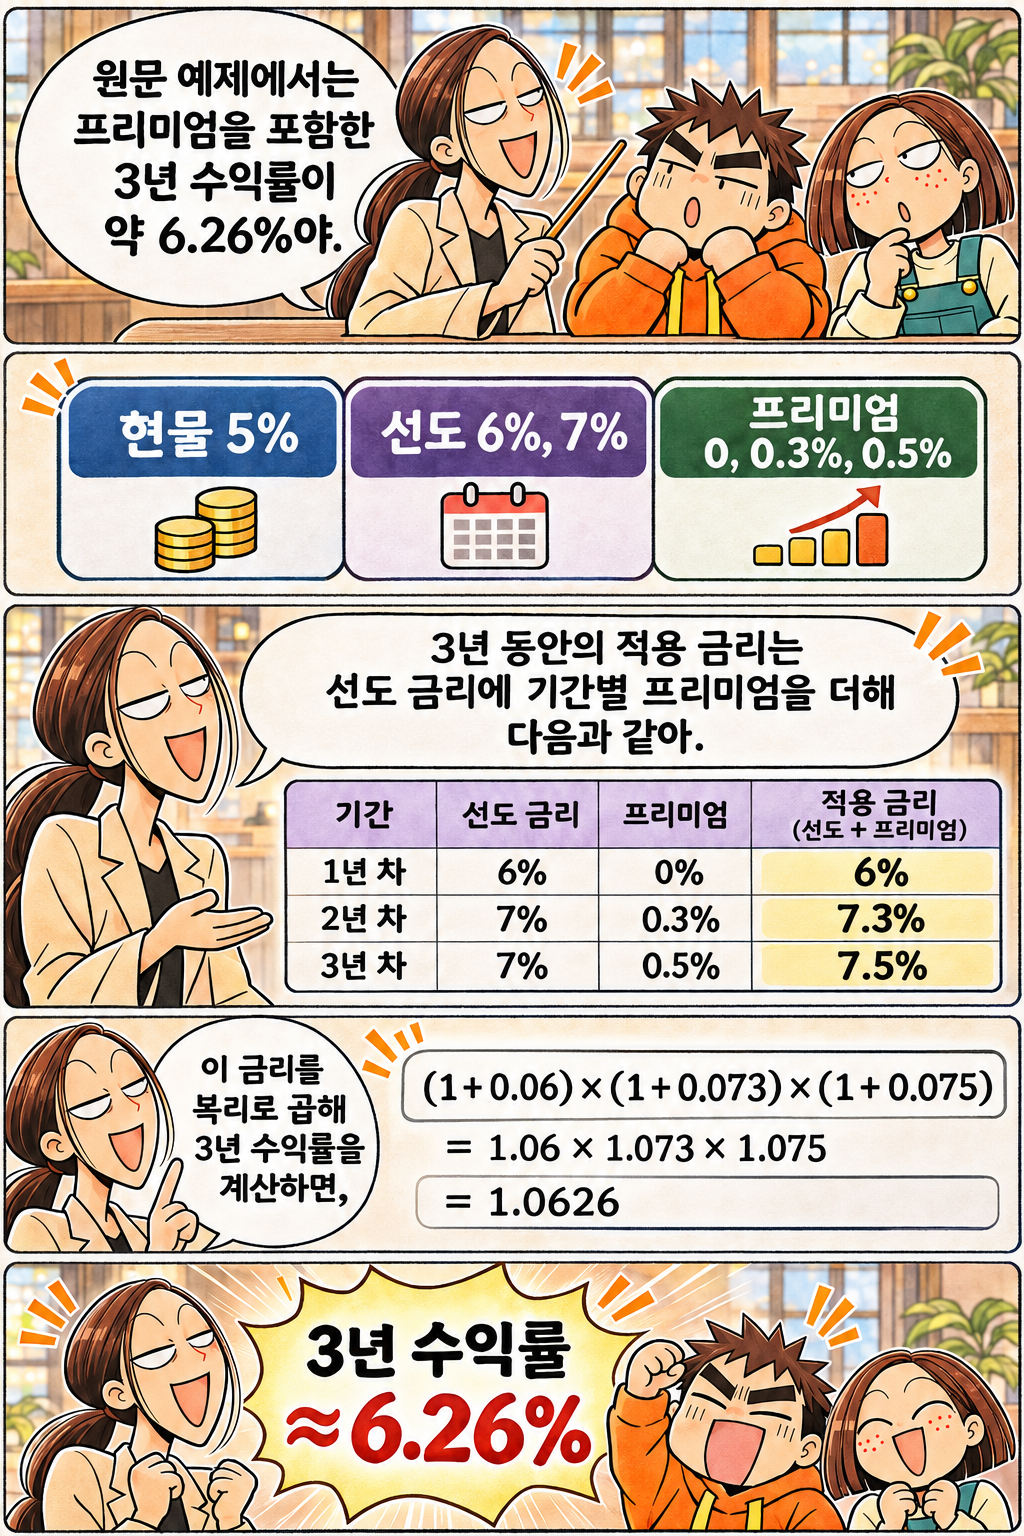 원문 예제에서는
프리미엄을 포함한
3년 수익률이
약 6.26%야.
현물 5%
선도 6%, 7%
프리미엄
0, 0.3%, 0.5%
3년 동안의 적용 금리는
선도 금리에 기간별 프리미엄을 더해
다음과 같아.
기간 선도 금리 프리미엄 적용 금리
(선도 + 프리미엄)
1년 차 6% 0% 6%
2년 차 7% 0.3% 7.3%
3년 차 7% 0.5% 7.5%
이 금리를
복리로 곱해
3년 수익률을
계산하면,
(1+0.06)×(1+0.073)×(1+0.075)
= 1.06 × 1.073 × 1.075
= 1.0626
3년 수익률
≈6.26%